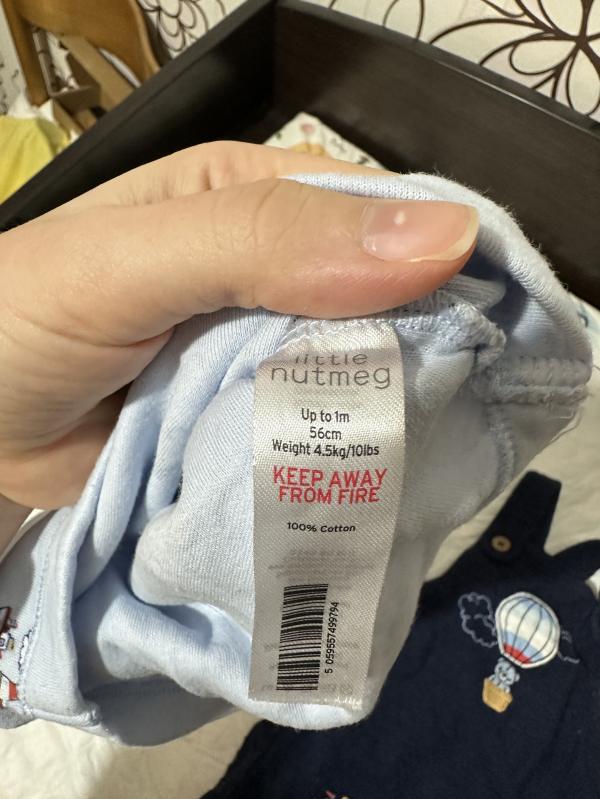 little
nutmeg
Up to 1m
56cm
Weight 4.5kg/10lbs
KEEP AWAY
FROM FIRE
100% Cotton
5 059557499794